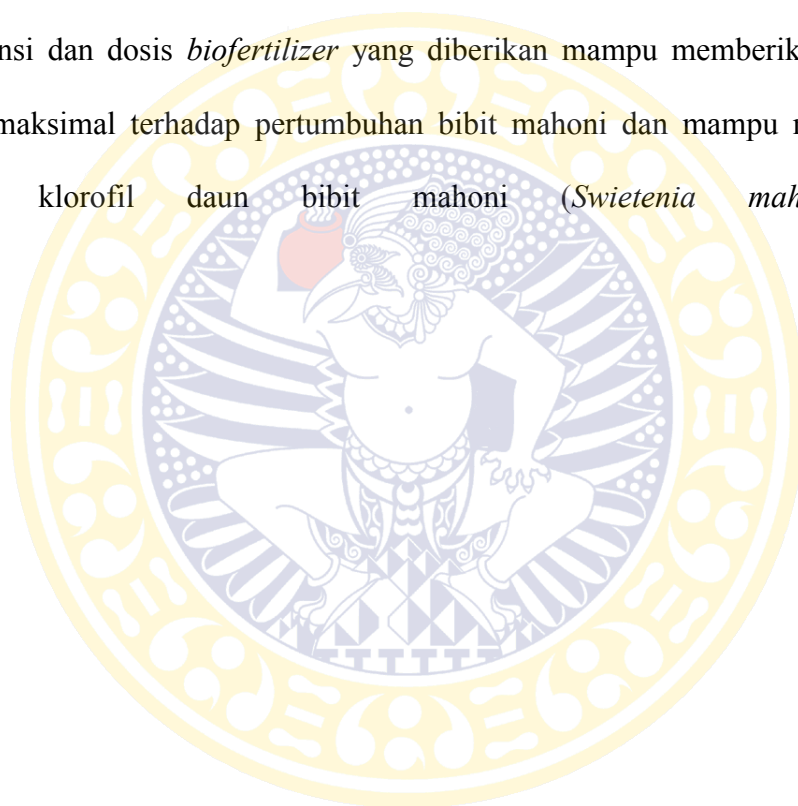 nsi dan dosis biofertilizer yang diberikan mampu memberik
maksimal terhadap pertumbuhan bibit mahoni dan mampu
klorofil daun bibit mahoni (Swietenia mah